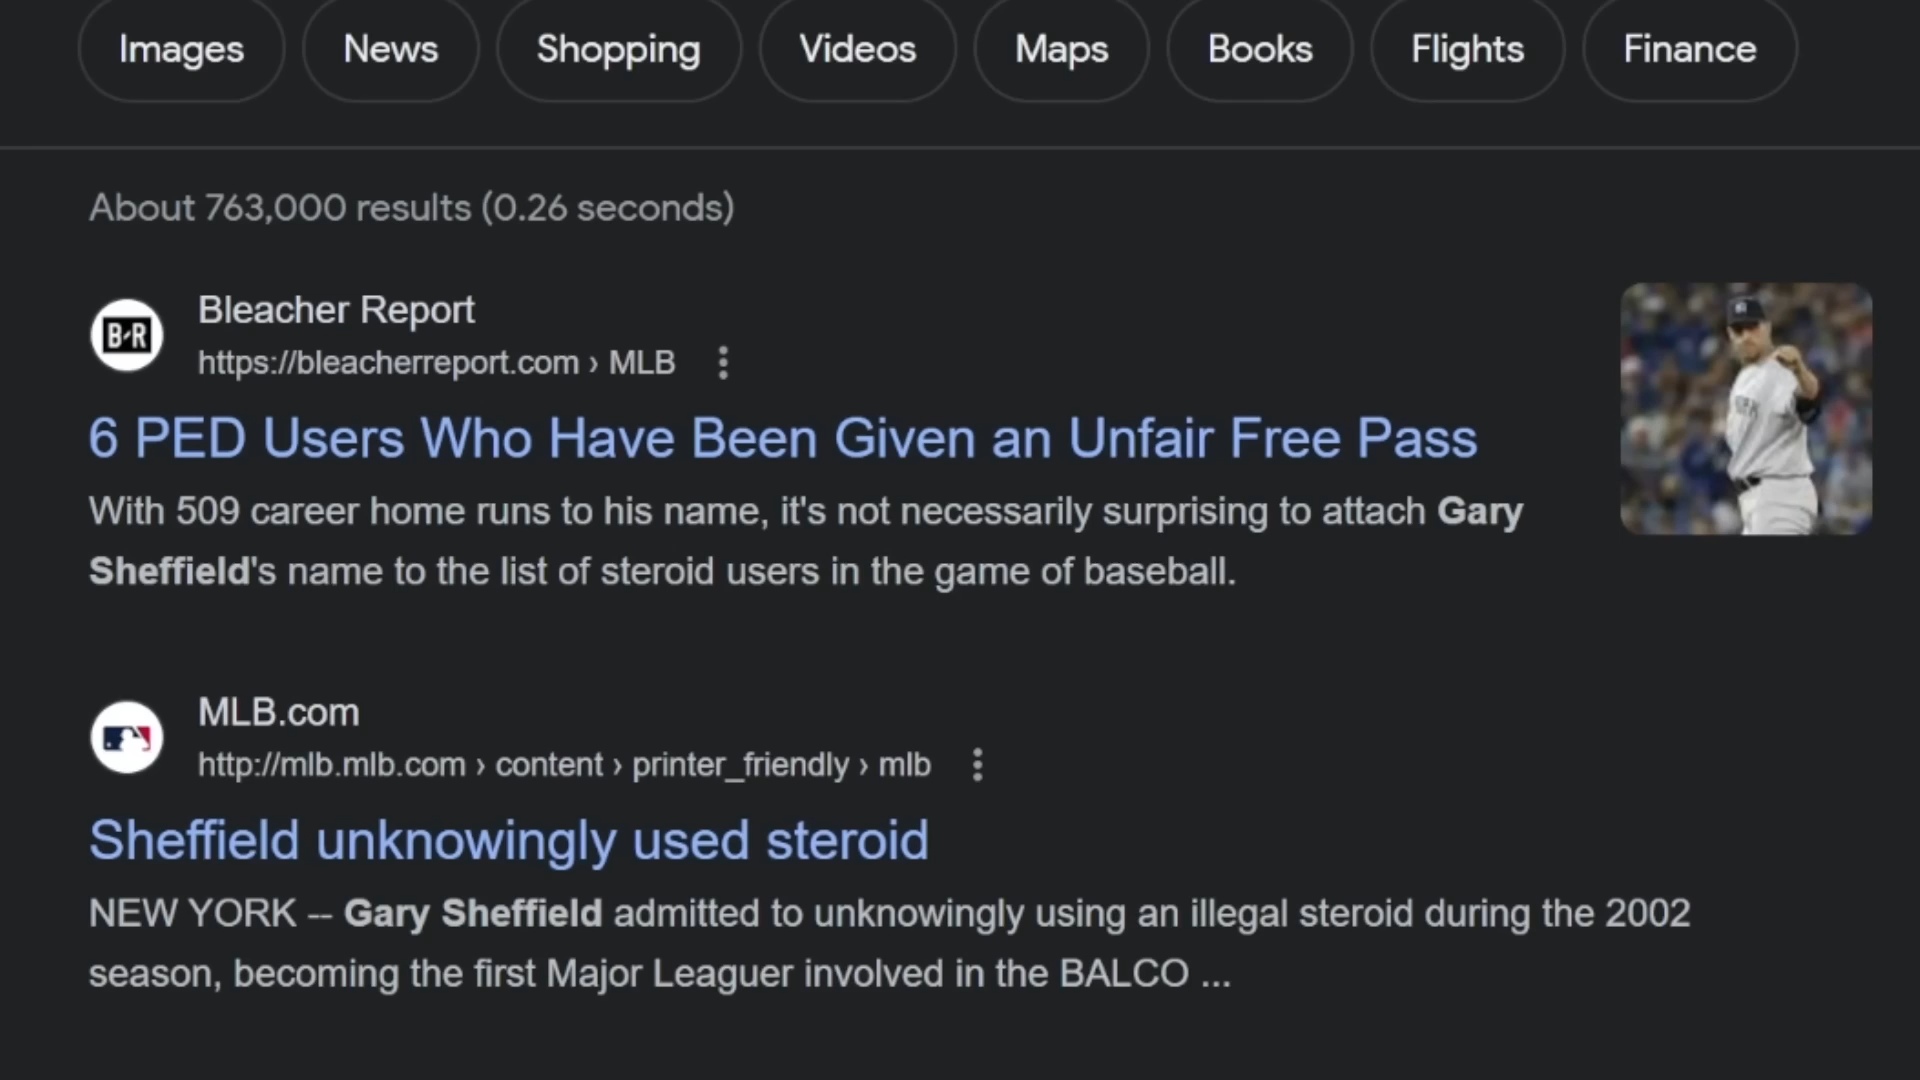 Images News Shopping Videos Maps Books Flights Finance
About 763,000 results (0.26 seconds)
B/R
Bleacher Report
https://bleacherreport.com › MLB
6 PED Users Who Have Been Given an Unfair Free Pass
With 509 career home runs to his name, it's not necessarily surprising to attach Gary
Sheffield's name to the list of steroid users in the game of baseball.
MLB.com
http://mlb.mlb.com › content › printer_friendly › mlb
Sheffield unknowingly used steroid
NEW YORK -- Gary Sheffield admitted to unknowingly using an illegal steroid during the 2002
season, becoming the first Major Leaguer involved in the BALCO ...